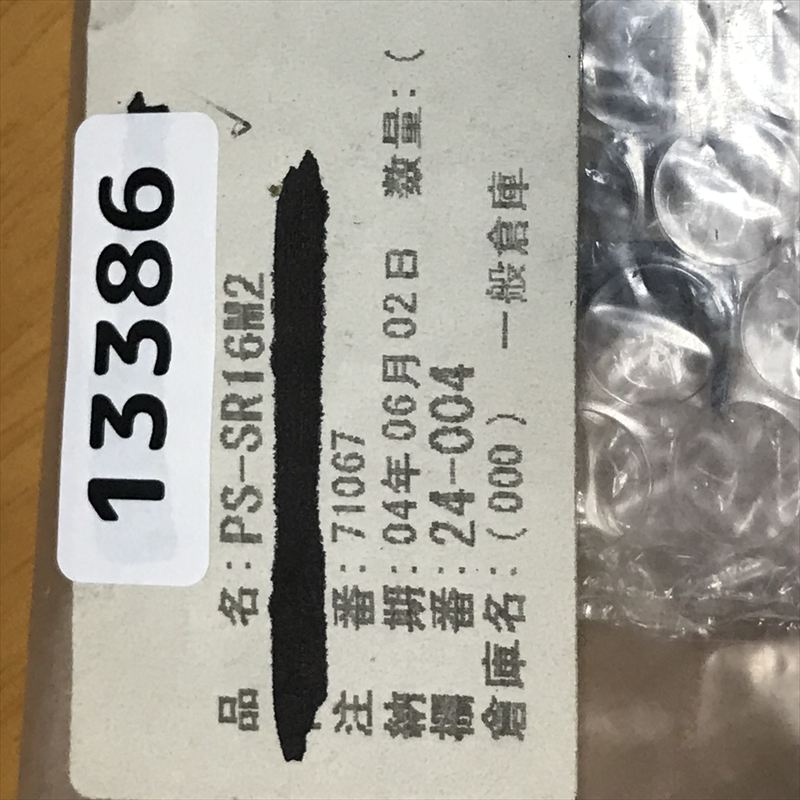 13386
品 名:PS-SR16M2
注 番:71067
納 期:04年06月02日 数量:(
棚 番:24-004
倉庫名:(000) 一般倉庫